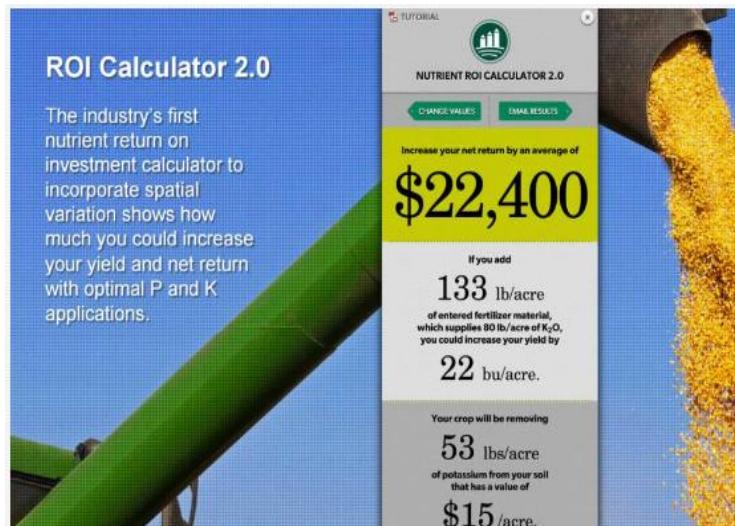 ROI Calculator 2.0
The industry's first
nutrient return on
investment calculator to
incorporate spatial
variation shows how
much you could increase
your yield and net return
with optimal P and K
applications.
TUTORIAL
NUTRIENT ROI CALCULATOR 2.0
CHANGE VALUES
EMAIL RESULTS
Increase your net return by an average of
$22,400
If you add
133 lb/acre
of entered fertilizer material,
which supplies 80 lb/acre of K₂O,
you could increase your yield by
22 bu/acre.
Your crop will be removing
53 lbs/acre
of potassium from your soil
that has a value of
$15/acre.